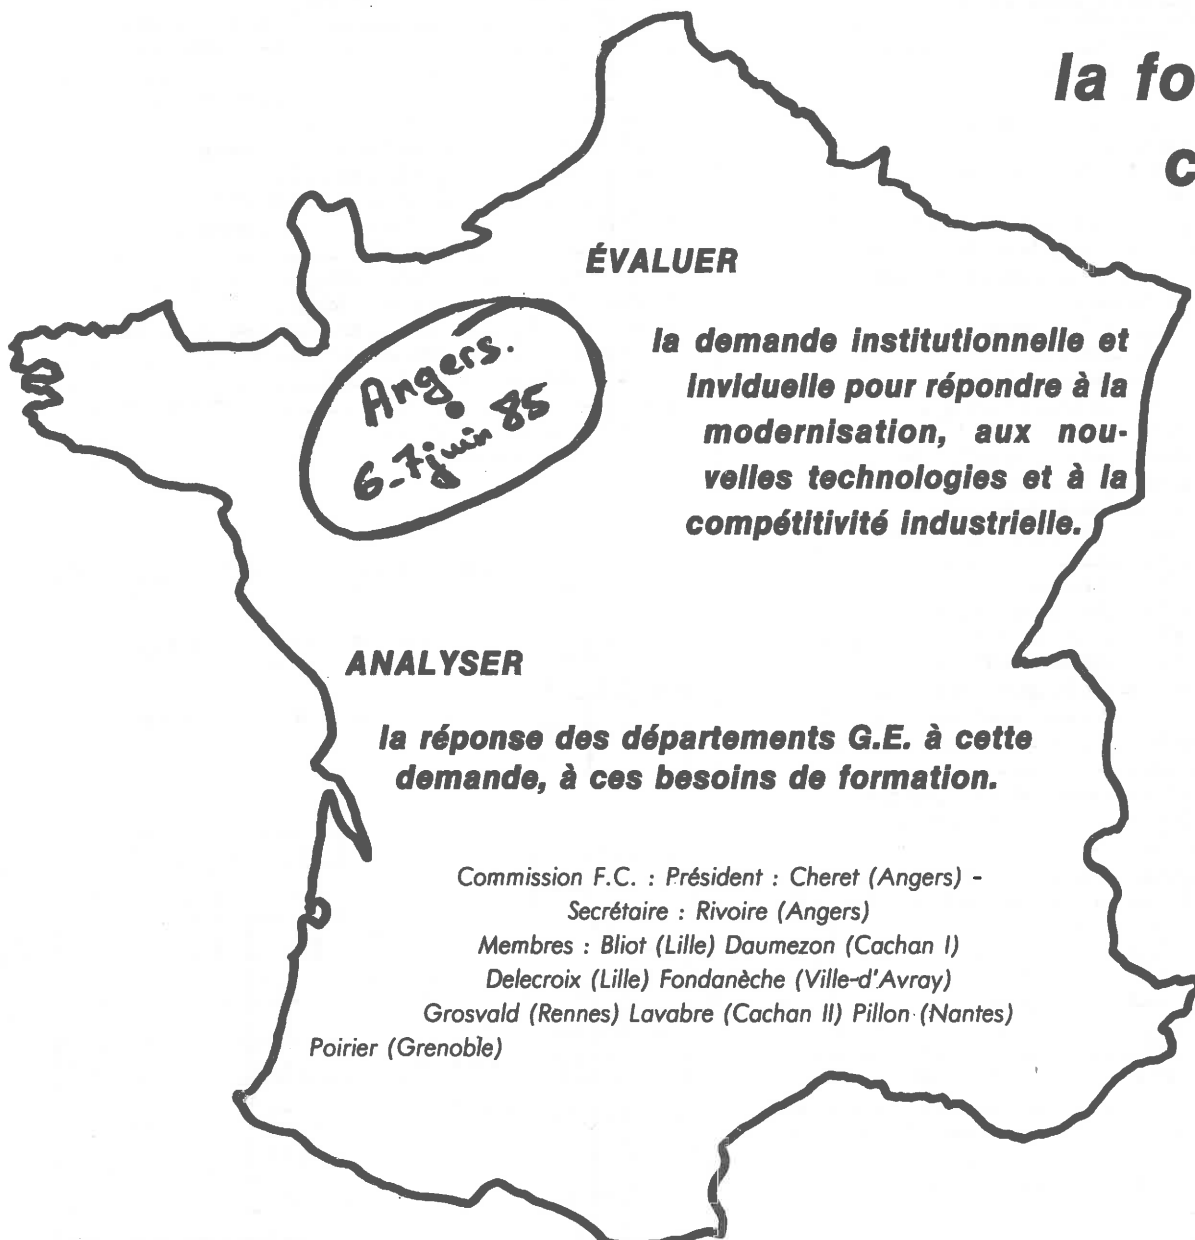 la fo
c
ÉVALUER
la demande institutionnelle et
inviduelle pour répondre à la
modernisation, aux nou-
velles technologies et à la
compétitivité industrielle.
Angers.
6-7 juin 85
ANALYSER
la réponse des départements G.E. à cette
demande, à ces besoins de formation.
Commission F.C. : Président : Cheret (Angers) -
Secrétaire : Rivoire (Angers)
Membres : Bliot (Lille) Daumezon (Cachan I)
Delecroix (Lille) Fondanèche (Ville-d'Avray)
Grosvald (Rennes) Lavabre (Cachan II) Pillon (Nantes)
Poirier (Grenoble)